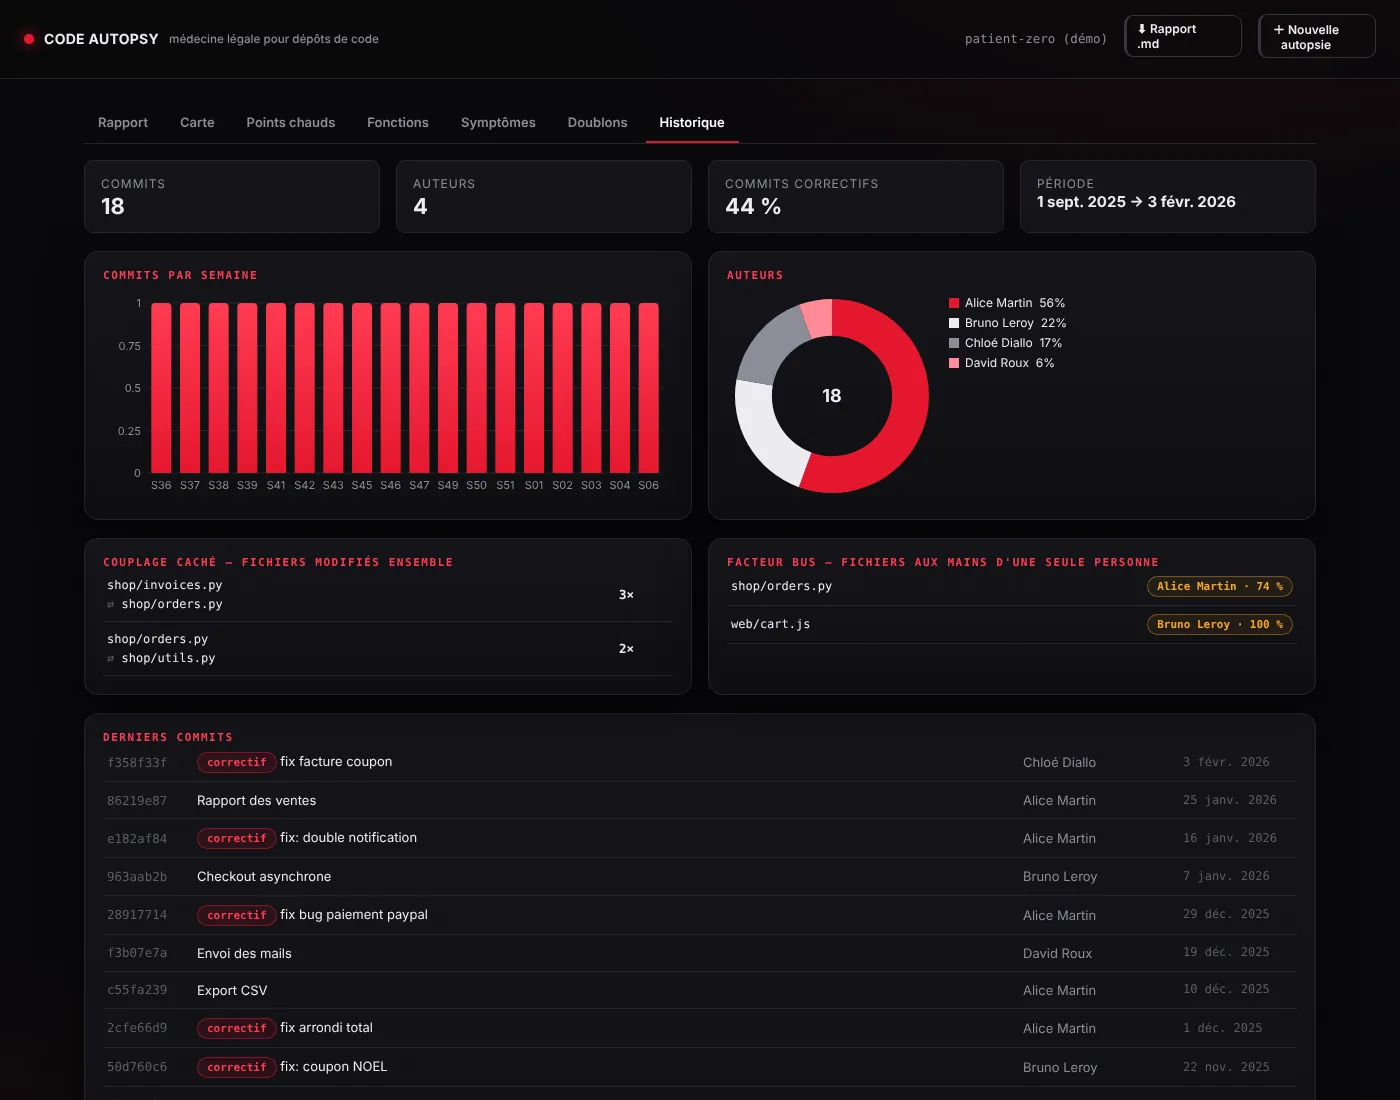 CODE AUTOPSY médecine légale pour dépôts de code
patient-zero (démo)
⬇ Rapport
.md
+ Nouvelle
autopsie
Rapport Carte Points chauds Fonctions Symptômes Doublons Historique
COMMITS
18
AUTEURS
4
COMMITS CORRECTIFS
44 %
PÉRIODE
1 sept. 2025 → 3 févr. 2026
COMMITS PAR SEMAINE
1
0.75
0.5
0.25
0
S36 S37 S38 S39 S41 S42 S43 S45 S46 S47 S49 S50 S51 S01 S02 S03 S04 S06
AUTEURS
18
Alice Martin 56%
Bruno Leroy 22%
Chloé Diallo 17%
David Roux 6%
COUPLAGE CACHÉ — FICHIERS MODIFIÉS ENSEMBLE
shop/invoices.py
⇄ shop/orders.py
3×
shop/orders.py
⇄ shop/utils.py
2×
FACTEUR BUS — FICHIERS AUX MAINS D'UNE SEULE PERSONNE
shop/orders.py Alice Martin · 74 %
web/cart.js Bruno Leroy · 100 %
DERNIERS COMMITS
f358f33f correctif fix facture coupon Chloé Diallo 3 févr. 2026
86219e87 Rapport des ventes Alice Martin 25 janv. 2026
e182af84 correctif fix: double notification Alice Martin 16 janv. 2026
963aab2b Checkout asynchrone Bruno Leroy 7 janv. 2026
28917714 correctif fix bug paiement paypal Alice Martin 29 déc. 2025
f3b07e7a Envoi des mails David Roux 19 déc. 2025
c55fa239 Export CSV Alice Martin 10 déc. 2025
2cfe66d9 correctif fix arrondi total Alice Martin 1 déc. 2025
50d760c6 correctif fix: coupon NOEL Bruno Leroy 22 nov. 2025